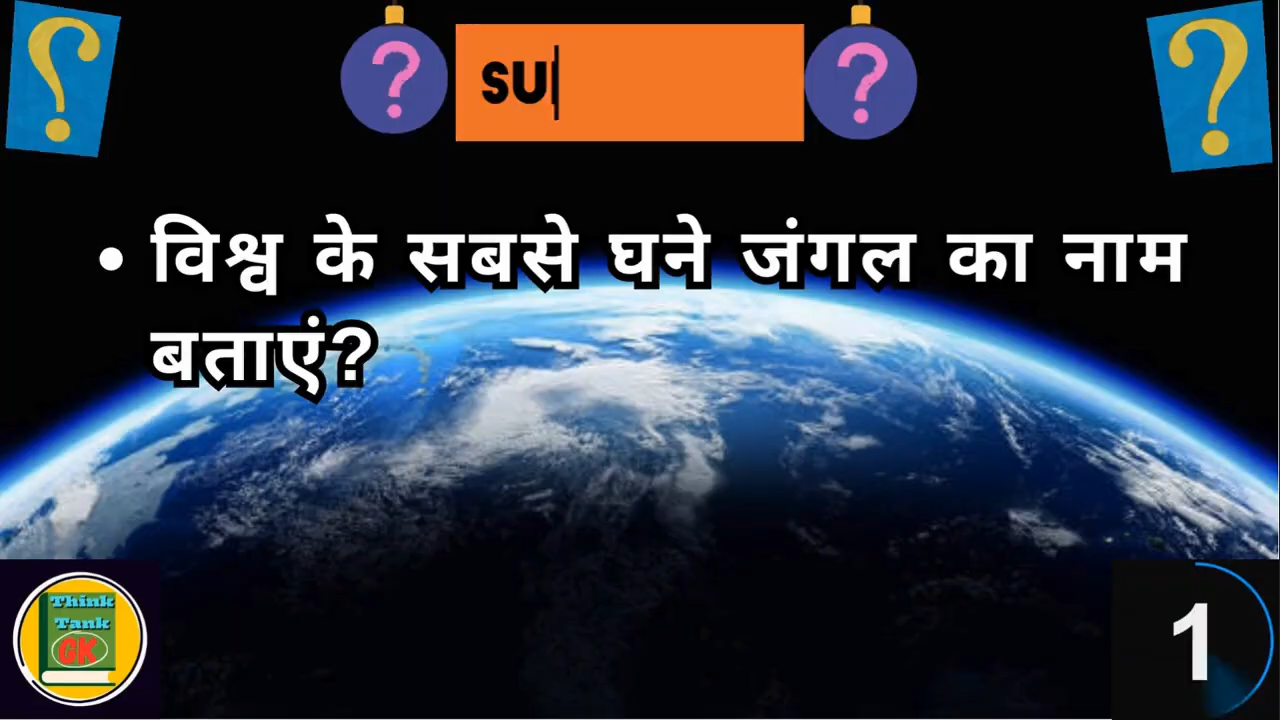 SU
विश्व के सबसे घने जंगल का नाम
बताएं?
Think
Tank
GK
1